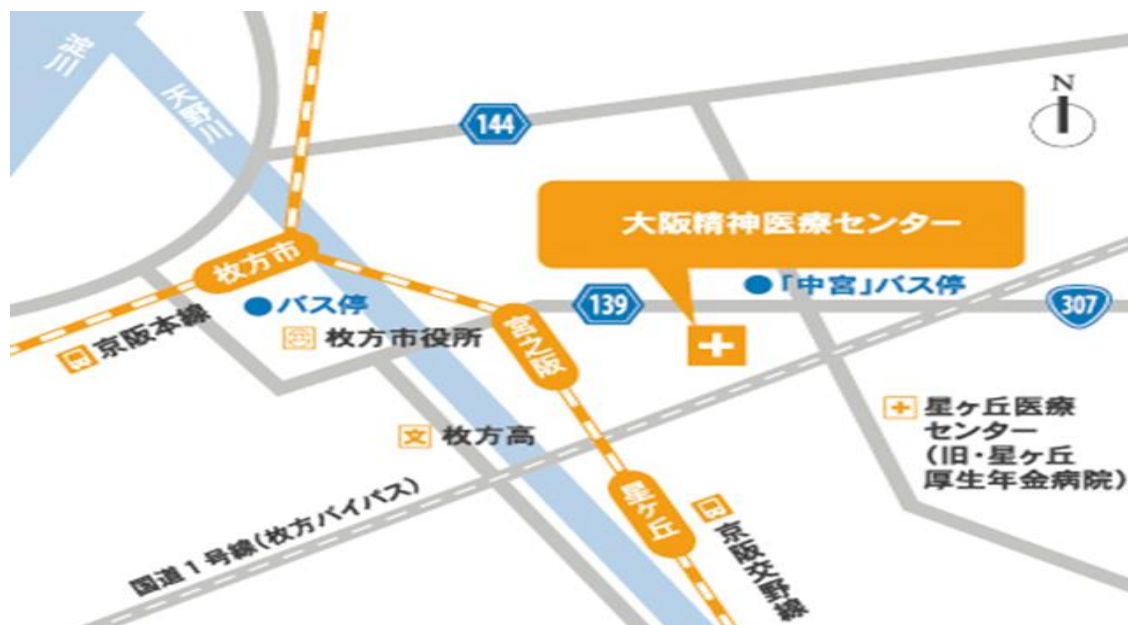 淀川
天野川
144
N
大阪精神医療センター
枚方市
バス停
「中宮」バス停
139
307
京阪本線
枚方市役所
宮之阪
枚方高
文
星ヶ丘医療
センター
(旧・星ヶ丘
厚生年金病院)
星ヶ丘
国道1号線(枚方バイパス)
京阪交野線